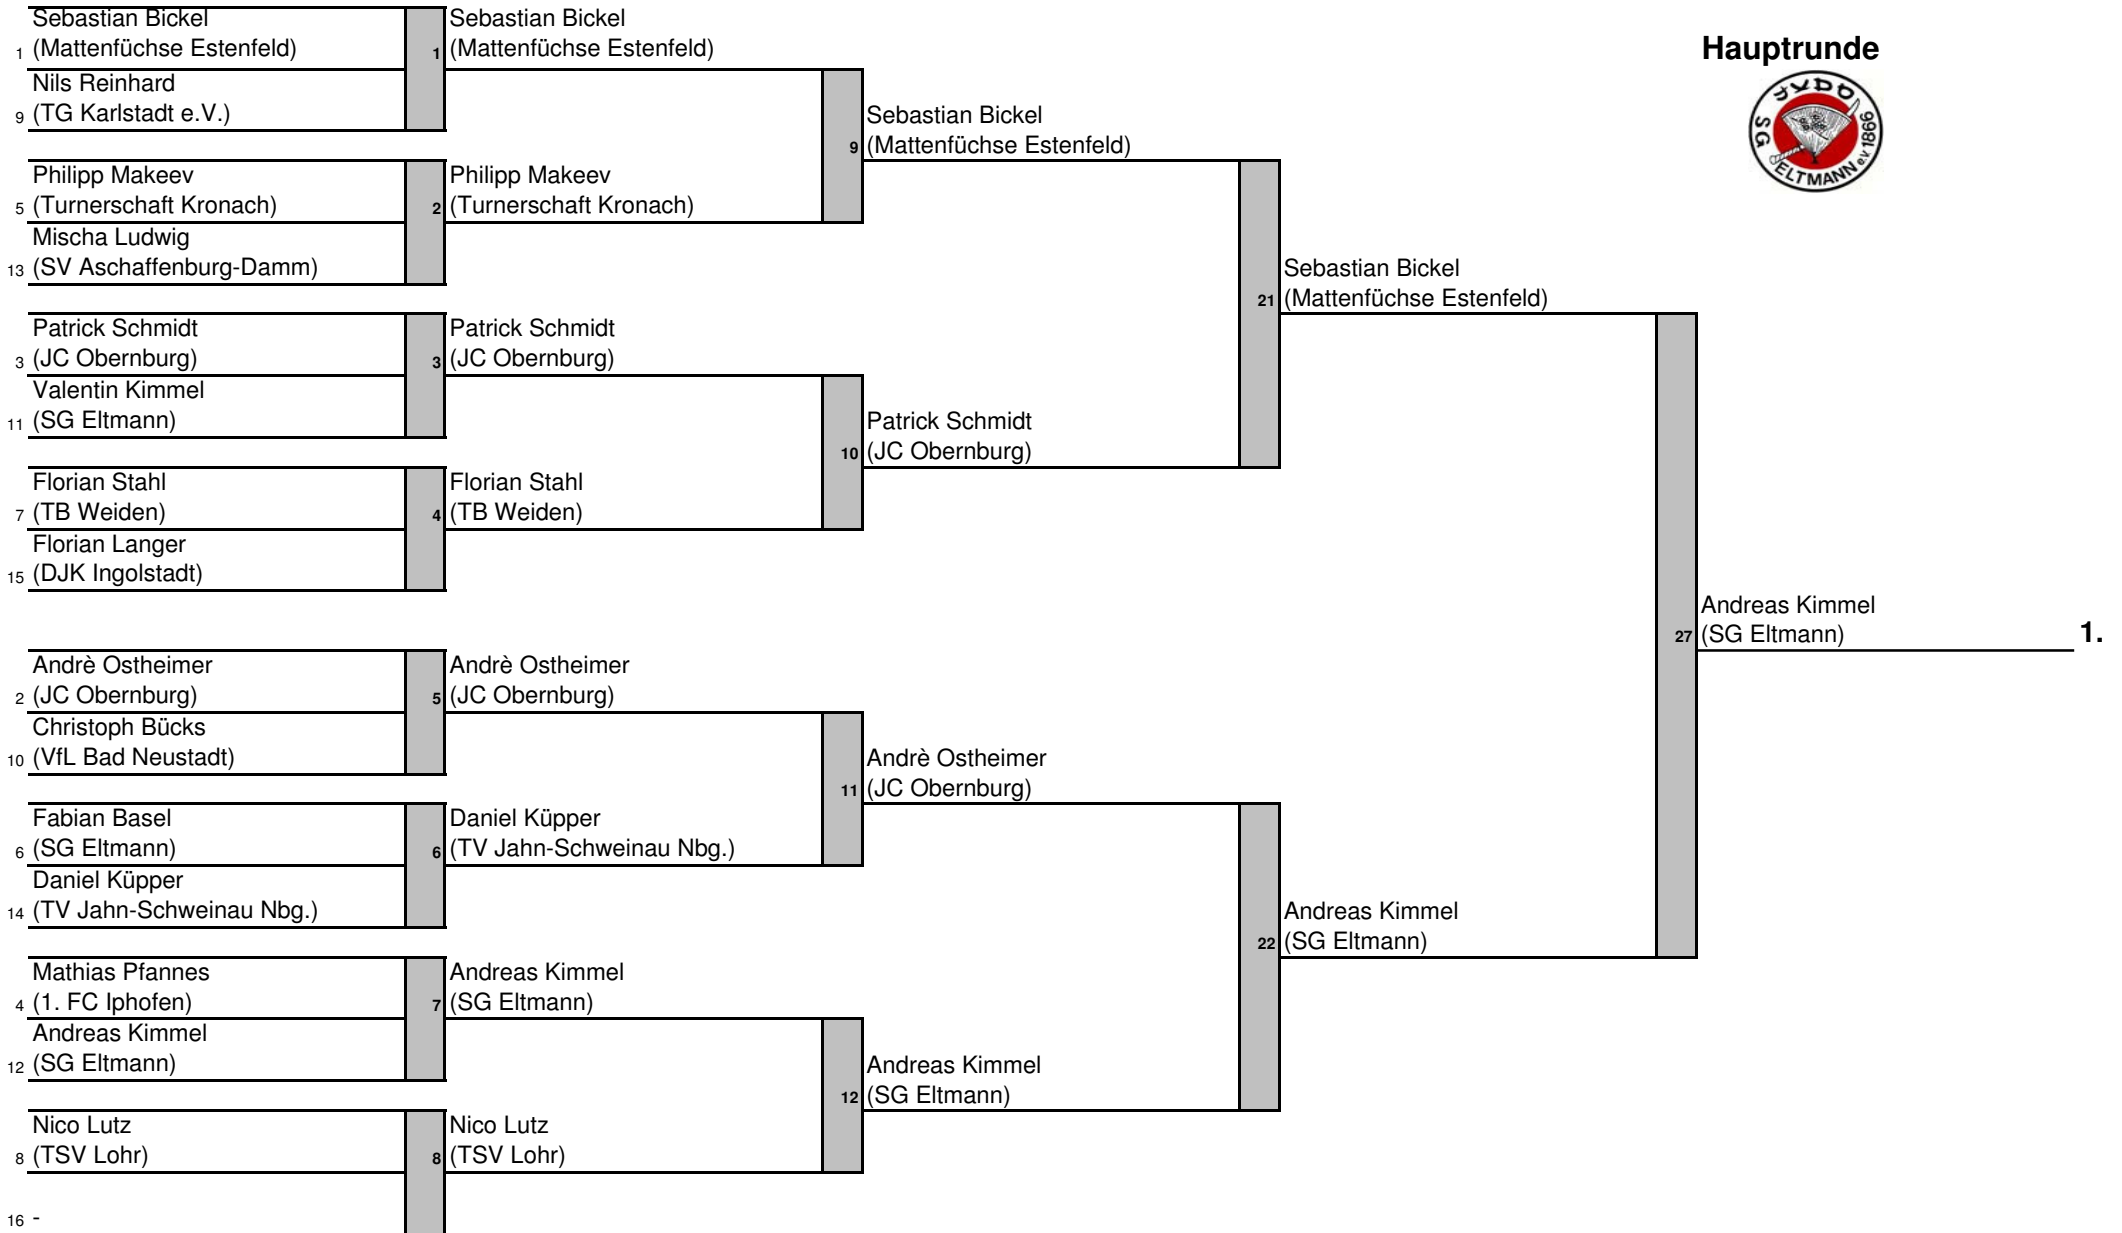 Hauptrunde
JUDO
SG ELTMANN e.V. 1866
Sebastian Bickel
1 (Mattenfüchse Estenfeld)
Nils Reinhard
9 (TG Karlstadt e.V.)
Philipp Makeev
5 (Turnerschaft Kronach)
Mischa Ludwig
13 (SV Aschaffenburg-Damm)
Patrick Schmidt
3 (JC Obernburg)
Valentin Kimmel
11 (SG Eltmann)
Florian Stahl
7 (TB Weiden)
Florian Langer
15 (DJK Ingolstadt)
Andrè Ostheimer
2 (JC Obernburg)
Christoph Bücks
10 (VfL Bad Neustadt)
Fabian Basel
6 (SG Eltmann)
Daniel Küpper
14 (TV Jahn-Schweinau Nbg.)
Mathias Pfannes
4 (1. FC Iphofen)
Andreas Kimmel
12 (SG Eltmann)
Nico Lutz
8 (TSV Lohr)
16 -
Sebastian Bickel
1 (Mattenfüchse Estenfeld)
Philipp Makeev
2 (Turnerschaft Kronach)
Patrick Schmidt
3 (JC Obernburg)
Florian Stahl
4 (TB Weiden)
Andrè Ostheimer
5 (JC Obernburg)
Daniel Küpper
6 (TV Jahn-Schweinau Nbg.)
Andreas Kimmel
7 (SG Eltmann)
Nico Lutz
8 (TSV Lohr)
Sebastian Bickel
9 (Mattenfüchse Estenfeld)
Patrick Schmidt
10 (JC Obernburg)
Andrè Ostheimer
11 (JC Obernburg)
Andreas Kimmel
12 (SG Eltmann)
Sebastian Bickel
21 (Mattenfüchse Estenfeld)
Andreas Kimmel
22 (SG Eltmann)
Andreas Kimmel
27 (SG Eltmann) 1.